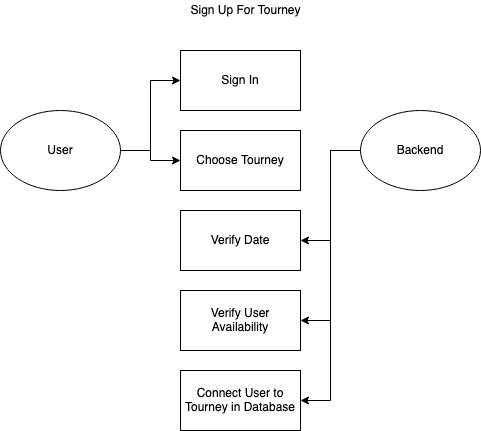 Sign Up For Tourney
Sign In
User
Choose Tourney
Backend
Verify Date
Verify User
Availability
Connect User to
Tourney in Database